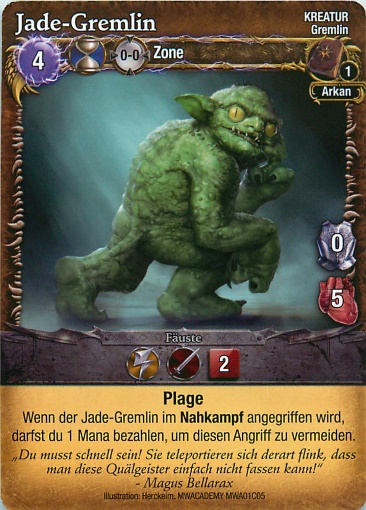 Jade-Gremlin
KREATUR
Gremlin
4
0-0
Zone
1
Arkan
0
5
Fäuste
2
Plage
Wenn der Jade-Gremlin im Nahkampf angegriffen wird,
darfst du 1 Mana bezahlen, um diesen Angriff zu vermeiden.
„Du musst schnell sein! Sie teleportieren sich derart flink, dass
man diese Quälgeister einfach nicht fassen kann!“
- Magus Bellarax
Illustration: Herckeim. MWACADEMY MWA01C05